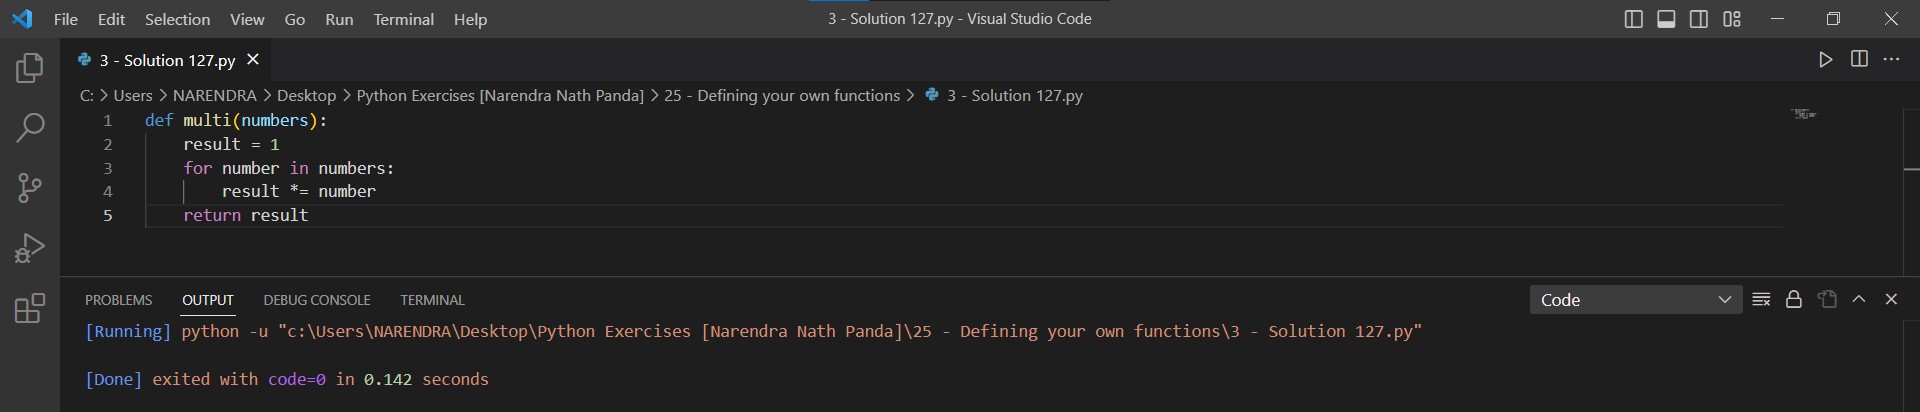 File Edit Selection View Go Run Terminal Help 3 - Solution 127.py - Visual Studio Code
3 - Solution 127.py
C: > Users > NARENDRA > Desktop > Python Exercises [Narendra Nath Panda] > 25 - Defining your own functions > 3 - Solution 127.py
1 def multi(numbers):
2     result = 1
3     for number in numbers:
4         result *= number
5     return result
PROBLEMS OUTPUT DEBUG CONSOLE TERMINAL Code
[Running] python -u "c:\Users\NARENDRA\Desktop\Python Exercises [Narendra Nath Panda]\25 - Defining your own functions\3 - Solution 127.py"
[Done] exited with code=0 in 0.142 seconds